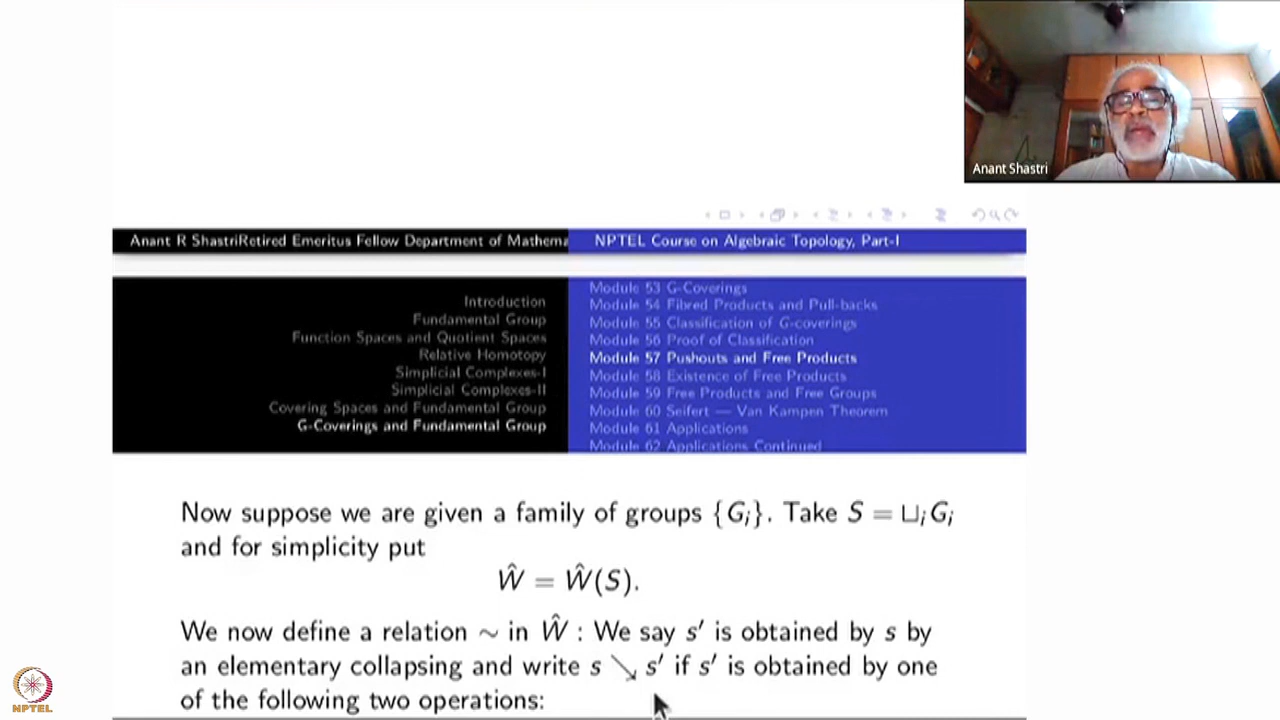 Anant Shastri
Anant R ShastriRetired Emeritus Fellow Department of Mathema
NPTEL Course on Algebraic Topology, Part-I
Introduction
Fundamental Group
Function Spaces and Quotient Spaces
Relative Homotopy
Simplicial Complexes-I
Simplicial Complexes-II
Covering Spaces and Fundamental Group
G-Coverings and Fundamental Group
Module 53 G-Coverings
Module 54 Fibred Products and Pull-backs
Module 55 Classification of G-coverings
Module 56 Proof of Classification
Module 57 Pushouts and Free Products
Module 58 Existence of Free Products
Module 59 Free Products and Free Groups
Module 60 Seifert — Van Kampen Theorem
Module 61 Applications
Module 62 Applications Continued
Now suppose we are given a family of groups {Gᵢ}. Take S = ⊔ᵢGᵢ
and for simplicity put
Ŵ = Ŵ(S).
We now define a relation ∼ in Ŵ : We say s′ is obtained by s by
an elementary collapsing and write s ↘ s′ if s′ is obtained by one
of the following two operations:
NPTEL